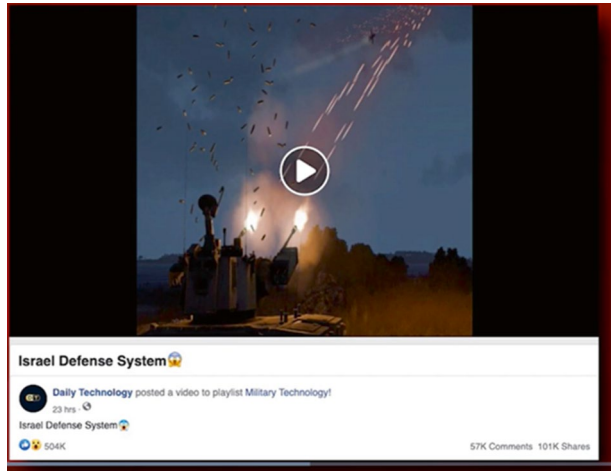 Israel Defense System😱
Daily Technology posted a video to playlist Military Technology!
23 hrs ·
Israel Defense System😱
504K
57K Comments 101K Shares